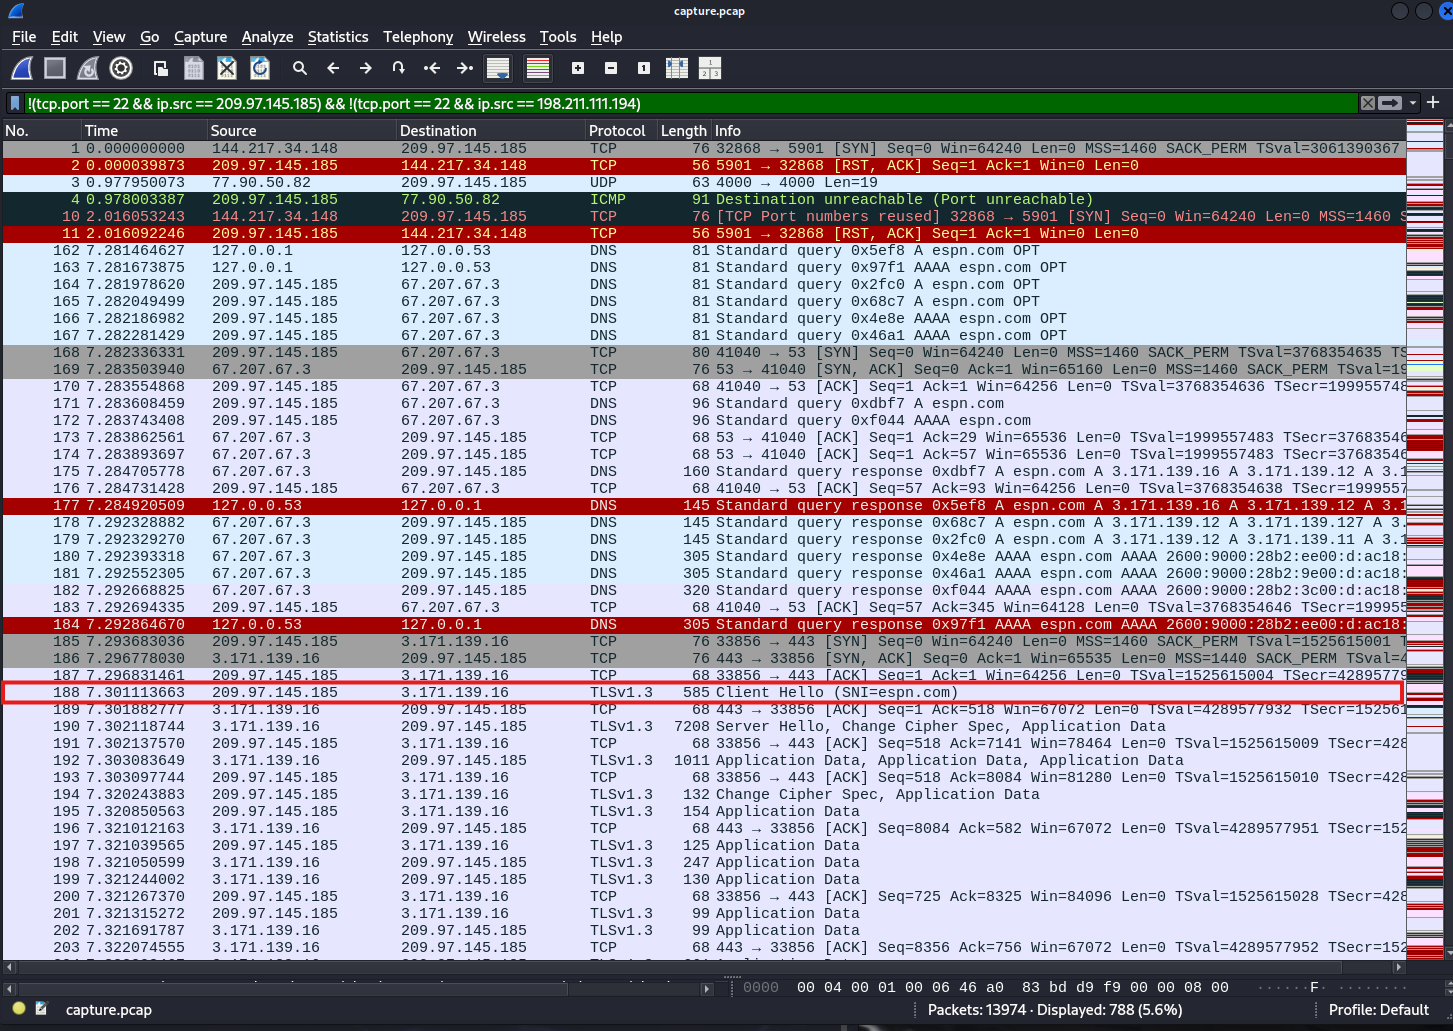 capture.pcap
File Edit View Go Capture Analyze Statistics Telephony Wireless Tools Help
!(tcp.port == 22 && ip.src == 209.97.145.185) && !(tcp.port == 22 && ip.src == 198.211.111.194)
No. Time Source Destination Protocol Length Info
1 0.000000000 144.217.34.148 209.97.145.185 TCP 76 32868 → 5901 [SYN] Seq=0 Win=64240 Len=0 MSS=1460 SACK_PERM TSval=3061390367
2 0.000039873 209.97.145.185 144.217.34.148 TCP 56 5901 → 32868 [RST, ACK] Seq=1 Ack=1 Win=0 Len=0
3 0.977950073 77.90.50.82 209.97.145.185 UDP 63 4000 → 4000 Len=19
4 0.978003387 209.97.145.185 77.90.50.82 ICMP 91 Destination unreachable (Port unreachable)
10 2.016053243 144.217.34.148 209.97.145.185 TCP 76 [TCP Port numbers reused] 32868 → 5901 [SYN] Seq=0 Win=64240 Len=0 MSS=1460 S
11 2.016092246 209.97.145.185 144.217.34.148 TCP 56 5901 → 32868 [RST, ACK] Seq=1 Ack=1 Win=0 Len=0
162 7.281464627 127.0.0.1 127.0.0.53 DNS 81 Standard query 0x5ef8 A espn.com OPT
163 7.281673875 127.0.0.1 127.0.0.53 DNS 81 Standard query 0x97f1 AAAA espn.com OPT
164 7.281978620 209.97.145.185 67.207.67.3 DNS 81 Standard query 0x2fc0 A espn.com OPT
165 7.282049499 209.97.145.185 67.207.67.3 DNS 81 Standard query 0x68c7 A espn.com OPT
166 7.282186982 209.97.145.185 67.207.67.3 DNS 81 Standard query 0x4e8e AAAA espn.com OPT
167 7.282281429 209.97.145.185 67.207.67.3 DNS 81 Standard query 0x46a1 AAAA espn.com OPT
168 7.282336331 209.97.145.185 67.207.67.3 TCP 80 41040 → 53 [SYN] Seq=0 Win=64240 Len=0 MSS=1460 SACK_PERM TSval=3768354635 TS
169 7.283503940 67.207.67.3 209.97.145.185 TCP 76 53 → 41040 [SYN, ACK] Seq=0 Ack=1 Win=65160 Len=0 MSS=1460 SACK_PERM TSval=19
170 7.283554868 209.97.145.185 67.207.67.3 TCP 68 41040 → 53 [ACK] Seq=1 Ack=1 Win=64256 Len=0 TSval=3768354636 TSecr=199955748
171 7.283608459 209.97.145.185 67.207.67.3 DNS 96 Standard query 0xdbf7 A espn.com
172 7.283743408 209.97.145.185 67.207.67.3 DNS 96 Standard query 0xf044 AAAA espn.com
173 7.283862561 67.207.67.3 209.97.145.185 TCP 68 53 → 41040 [ACK] Seq=1 Ack=29 Win=65536 Len=0 TSval=1999557483 TSecr=37683546
174 7.283893697 67.207.67.3 209.97.145.185 TCP 68 53 → 41040 [ACK] Seq=1 Ack=57 Win=65536 Len=0 TSval=1999557483 TSecr=37683546
175 7.284705778 67.207.67.3 209.97.145.185 DNS 160 Standard query response 0xdbf7 A espn.com A 3.171.139.16 A 3.171.139.12 A 3.1
176 7.284731428 209.97.145.185 67.207.67.3 TCP 68 41040 → 53 [ACK] Seq=57 Ack=93 Win=64256 Len=0 TSval=3768354638 TSecr=1999557
177 7.284920509 127.0.0.53 127.0.0.1 DNS 145 Standard query response 0x5ef8 A espn.com A 3.171.139.16 A 3.171.139.12 A 3.1
178 7.292328882 67.207.67.3 209.97.145.185 DNS 145 Standard query response 0x68c7 A espn.com A 3.171.139.12 A 3.171.139.127 A 3.
179 7.292329270 67.207.67.3 209.97.145.185 DNS 145 Standard query response 0x2fc0 A espn.com A 3.171.139.12 A 3.171.139.11 A 3.1
180 7.292393318 67.207.67.3 209.97.145.185 DNS 305 Standard query response 0x4e8e AAAA espn.com AAAA 2600:9000:28b2:ee00:d:ac18:
181 7.292552305 67.207.67.3 209.97.145.185 DNS 305 Standard query response 0x46a1 AAAA espn.com AAAA 2600:9000:28b2:9e00:d:ac18:
182 7.292668825 67.207.67.3 209.97.145.185 DNS 320 Standard query response 0xf044 AAAA espn.com AAAA 2600:9000:28b2:3c00:d:ac18:
183 7.292694335 209.97.145.185 67.207.67.3 TCP 68 41040 → 53 [ACK] Seq=57 Ack=345 Win=64128 Len=0 TSval=3768354646 TSecr=199955
184 7.292864670 127.0.0.53 127.0.0.1 DNS 305 Standard query response 0x97f1 AAAA espn.com AAAA 2600:9000:28b2:ee00:d:ac18:
185 7.293683036 209.97.145.185 3.171.139.16 TCP 76 33856 → 443 [SYN] Seq=0 Win=64240 Len=0 MSS=1460 SACK_PERM TSval=1525615001 T
186 7.296778030 3.171.139.16 209.97.145.185 TCP 76 443 → 33856 [SYN, ACK] Seq=0 Ack=1 Win=65535 Len=0 MSS=1440 SACK_PERM TSval=4
187 7.296831461 209.97.145.185 3.171.139.16 TCP 68 33856 → 443 [ACK] Seq=1 Ack=1 Win=64256 Len=0 TSval=1525615004 TSecr=42895779
188 7.301113663 209.97.145.185 3.171.139.16 TLSv1.3 585 Client Hello (SNI=espn.com)
189 7.301882777 3.171.139.16 209.97.145.185 TCP 68 443 → 33856 [ACK] Seq=1 Ack=518 Win=67072 Len=0 TSval=4289577932 TSecr=152561
190 7.302118744 3.171.139.16 209.97.145.185 TLSv1.3 7208 Server Hello, Change Cipher Spec, Application Data
191 7.302137570 209.97.145.185 3.171.139.16 TCP 68 33856 → 443 [ACK] Seq=518 Ack=7141 Win=78464 Len=0 TSval=1525615009 TSecr=428
192 7.303083649 3.171.139.16 209.97.145.185 TLSv1.3 1011 Application Data, Application Data, Application Data
193 7.303097744 209.97.145.185 3.171.139.16 TCP 68 33856 → 443 [ACK] Seq=518 Ack=8084 Win=81280 Len=0 TSval=1525615010 TSecr=428
194 7.320243883 209.97.145.185 3.171.139.16 TLSv1.3 132 Change Cipher Spec, Application Data
195 7.320850563 209.97.145.185 3.171.139.16 TLSv1.3 154 Application Data
196 7.321012163 3.171.139.16 209.97.145.185 TCP 68 443 → 33856 [ACK] Seq=8084 Ack=582 Win=67072 Len=0 TSval=4289577951 TSecr=152
197 7.321039565 209.97.145.185 3.171.139.16 TLSv1.3 125 Application Data
198 7.321050599 3.171.139.16 209.97.145.185 TLSv1.3 247 Application Data
199 7.321244002 3.171.139.16 209.97.145.185 TLSv1.3 130 Application Data
200 7.321267370 209.97.145.185 3.171.139.16 TCP 68 33856 → 443 [ACK] Seq=725 Ack=8325 Win=84096 Len=0 TSval=1525615028 TSecr=428
201 7.321315272 209.97.145.185 3.171.139.16 TLSv1.3 99 Application Data
202 7.321691787 3.171.139.16 209.97.145.185 TLSv1.3 99 Application Data
203 7.322074555 3.171.139.16 209.97.145.185 TCP 68 443 → 33856 [ACK] Seq=8356 Ack=756 Win=67072 Len=0 TSval=4289577952 TSecr=152
0000 00 04 00 01 00 06 46 a0 83 bd d9 f9 00 00 08 00 ······F· ········
capture.pcap Packets: 13974 · Displayed: 788 (5.6%) Profile: Default